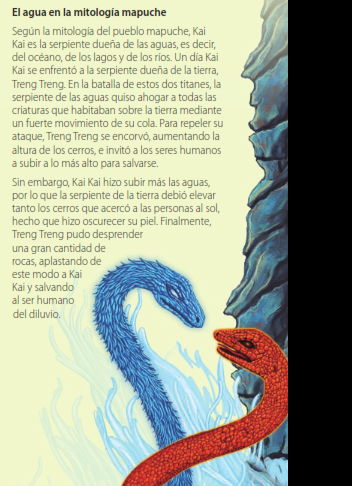 El agua en la mitología mapuche
Según la mitología del pueblo mapuche, Kai
Kai es la serpiente dueña de las aguas, es decir,
del océano, de los lagos y de los ríos. Un día Kai
Kai se enfrentó a la serpiente dueña de la tierra,
Treng Treng. En la batalla de estos dos titanes, la
serpiente de las aguas quiso ahogar a todas las
criaturas que habitaban sobre la tierra mediante
un fuerte movimiento de su cola. Para repeler su
ataque, Treng Treng se encorvó, aumentando la
altura de los cerros, e invitó a los seres humanos
a subir a lo más alto para salvarse.
Sin embargo, Kai Kai hizo subir más las aguas,
por lo que la serpiente de la tierra debió elevar
tanto los cerros que acercó a las personas al sol,
hecho que hizo oscurecer su piel. Finalmente,
Treng Treng pudo desprender
una gran cantidad de
rocas, aplastando de
este modo a Kai
Kai y salvando
al ser humano
del diluvio.